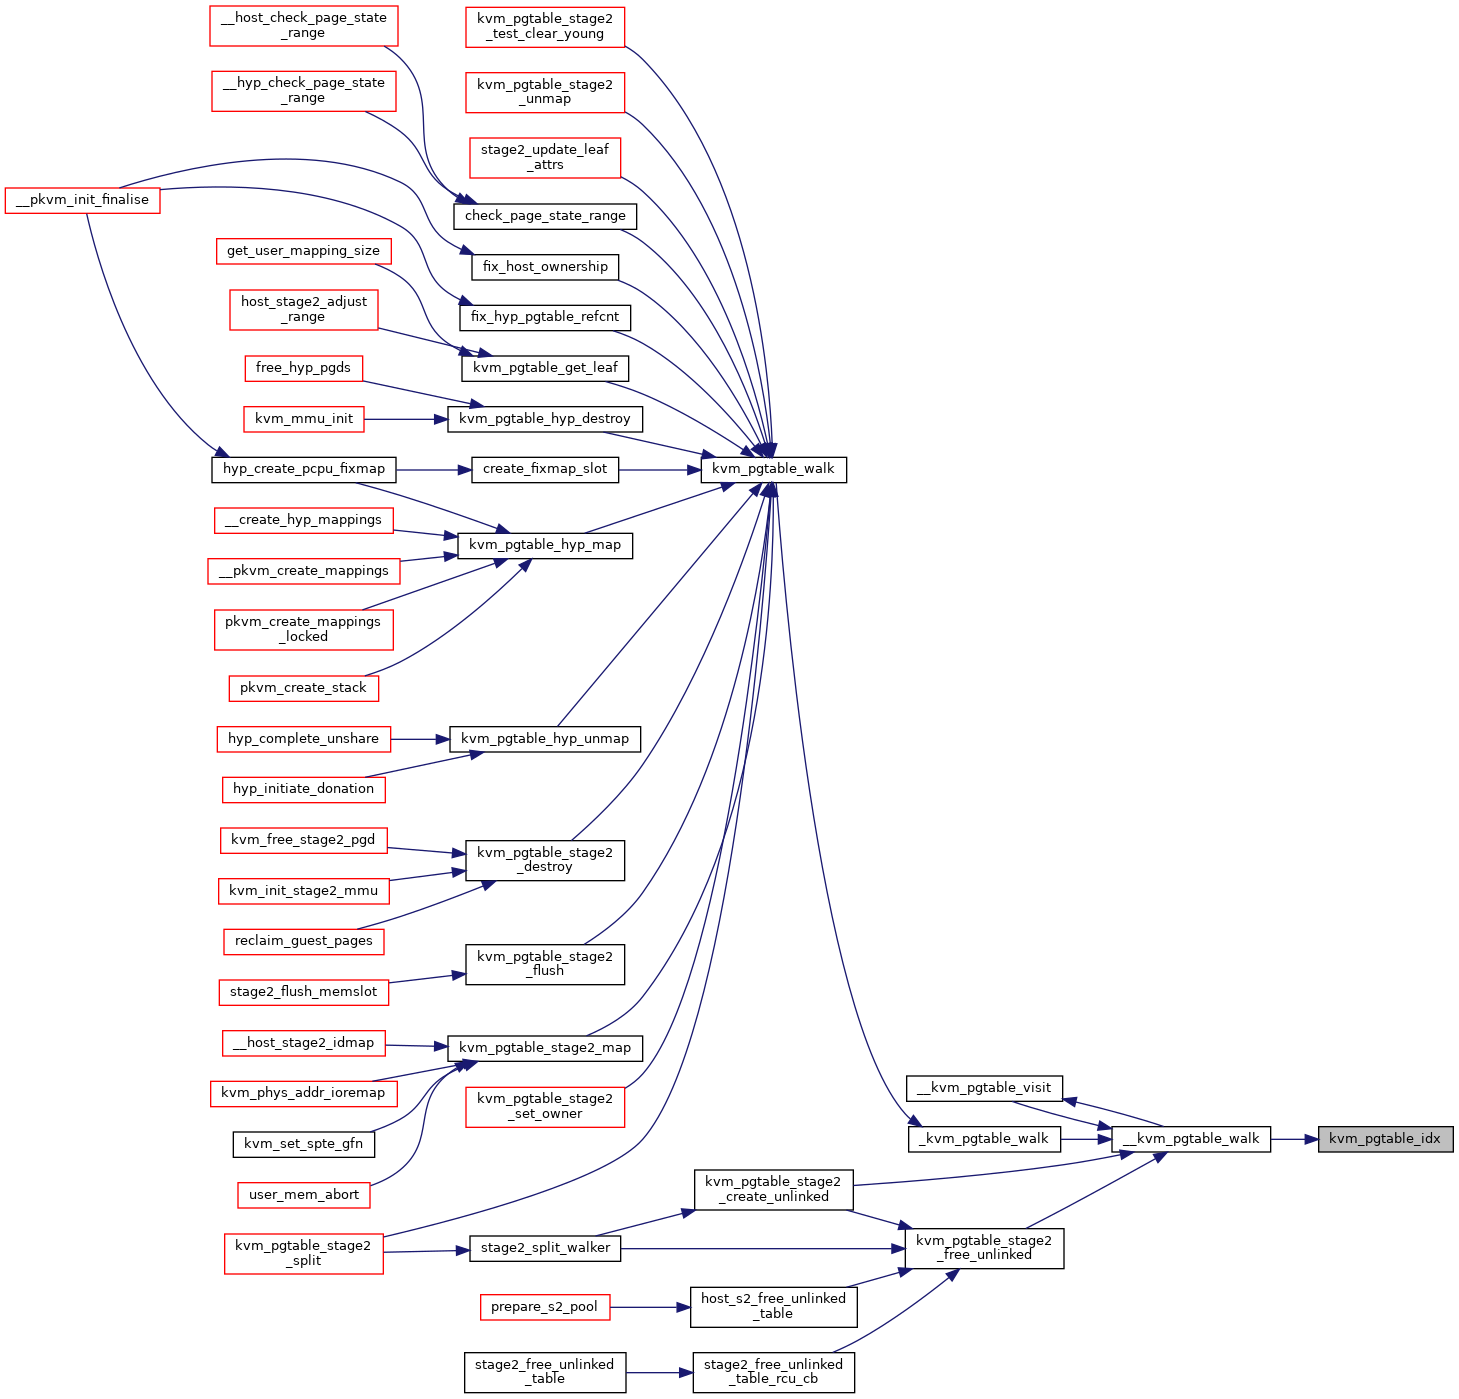 __host_check_page_state
_range
__hyp_check_page_state
_range
__pkvm_init_finalise
get_user_mapping_size
host_stage2_adjust
_range
free_hyp_pgds
kvm_mmu_init
hyp_create_pcpu_fixmap
__create_hyp_mappings
__pkvm_create_mappings
pkvm_create_mappings
_locked
pkvm_create_stack
hyp_complete_unshare
hyp_initiate_donation
kvm_free_stage2_pgd
kvm_init_stage2_mmu
reclaim_guest_pages
stage2_flush_memslot
__host_stage2_idmap
kvm_phys_addr_ioremap
kvm_set_spte_gfn
user_mem_abort
kvm_pgtable_stage2
_split
kvm_pgtable_stage2
_test_clear_young
kvm_pgtable_stage2
_unmap
stage2_update_leaf
_attrs
check_page_state_range
fix_host_ownership
fix_hyp_pgtable_refcnt
kvm_pgtable_get_leaf
kvm_pgtable_hyp_destroy
create_fixmap_slot
kvm_pgtable_hyp_map
kvm_pgtable_hyp_unmap
kvm_pgtable_stage2
_destroy
kvm_pgtable_stage2
_flush
kvm_pgtable_stage2_map
kvm_pgtable_stage2
_set_owner
stage2_split_walker
prepare_s2_pool
stage2_free_unlinked
_table
kvm_pgtable_walk
kvm_pgtable_stage2
_create_unlinked
host_s2_free_unlinked
_table
stage2_free_unlinked
_table_rcu_cb
__kvm_pgtable_visit
_kvm_pgtable_walk
kvm_pgtable_stage2
_free_unlinked
__kvm_pgtable_walk
kvm_pgtable_idx